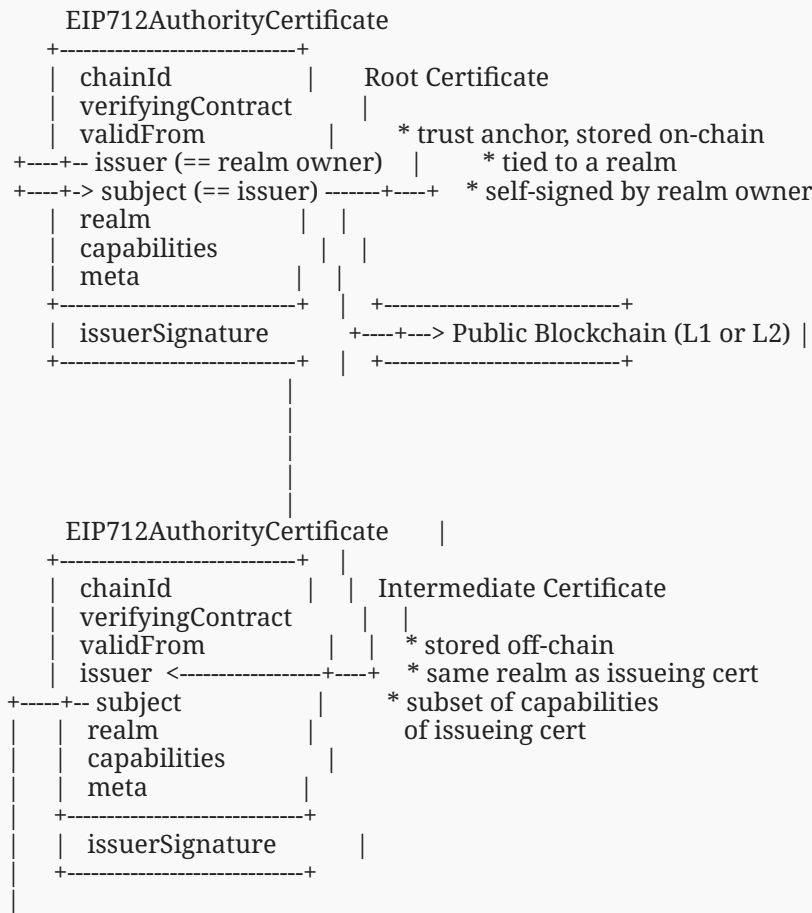 EIP712AuthorityCertificate
+------------------------------+
| chainId | Root Certificate
| verifyingContract |
| validFrom | * trust anchor, stored on-chain
+----+-- issuer (== realm owner) | * tied to a realm
+----+-> subject (== issuer) -------+----+ * self-signed by realm owner
| realm | |
| capabilities | |
| meta | |
+------------------------------+ | +------------------------------+
| issuerSignature +----+---> Public Blockchain (L1 or L2) |
+------------------------------+ | +------------------------------+
|
|
|
|
|
EIP712AuthorityCertificate |
+------------------------------+ |
| chainId | | Intermediate Certificate
| verifyingContract | |
| validFrom | | * stored off-chain
| issuer <------------------+----+ * same realm as issueing cert
+-----+-- subject | * subset of capabilities
| | realm | of issueing cert
| | capabilities |
| | meta |
| +------------------------------+
| | issuerSignature |
| +------------------------------+
|